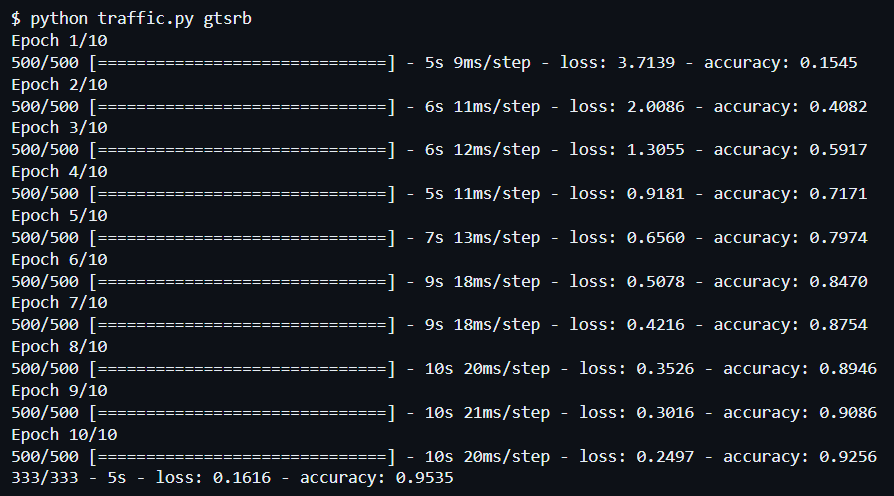 $ python traffic.py gtsrb
Epoch 1/10
500/500 [==============================] - 5s 9ms/step - loss: 3.7139 - accuracy: 0.1545
Epoch 2/10
500/500 [==============================] - 6s 11ms/step - loss: 2.0086 - accuracy: 0.4082
Epoch 3/10
500/500 [==============================] - 6s 12ms/step - loss: 1.3055 - accuracy: 0.5917
Epoch 4/10
500/500 [==============================] - 5s 11ms/step - loss: 0.9181 - accuracy: 0.7171
Epoch 5/10
500/500 [==============================] - 7s 13ms/step - loss: 0.6560 - accuracy: 0.7974
Epoch 6/10
500/500 [==============================] - 9s 18ms/step - loss: 0.5078 - accuracy: 0.8470
Epoch 7/10
500/500 [==============================] - 9s 18ms/step - loss: 0.4216 - accuracy: 0.8754
Epoch 8/10
500/500 [==============================] - 10s 20ms/step - loss: 0.3526 - accuracy: 0.8946
Epoch 9/10
500/500 [==============================] - 10s 21ms/step - loss: 0.3016 - accuracy: 0.9086
Epoch 10/10
500/500 [==============================] - 10s 20ms/step - loss: 0.2497 - accuracy: 0.9256
333/333 - 5s - loss: 0.1616 - accuracy: 0.9535